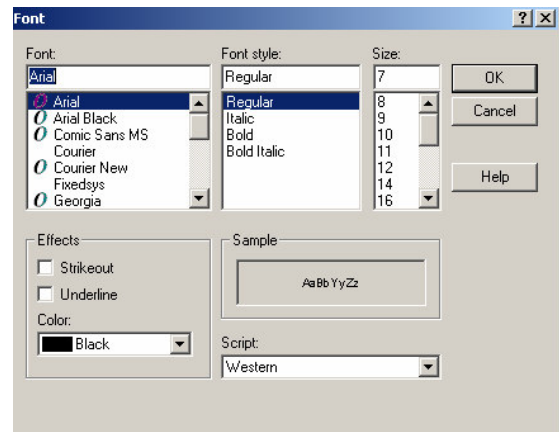 Font
Font:
Arial
Arial
Arial Black
Comic Sans MS
Courier
Courier New
Fixedsys
Georgia
Font style:
Regular
Regular
Italic
Bold
Bold Italic
Size:
7
8
9
10
11
12
14
16
OK
Cancel
Help
Effects
Strikeout
Underline
Color:
Black
Sample
AaBbYyZz
Script:
Western